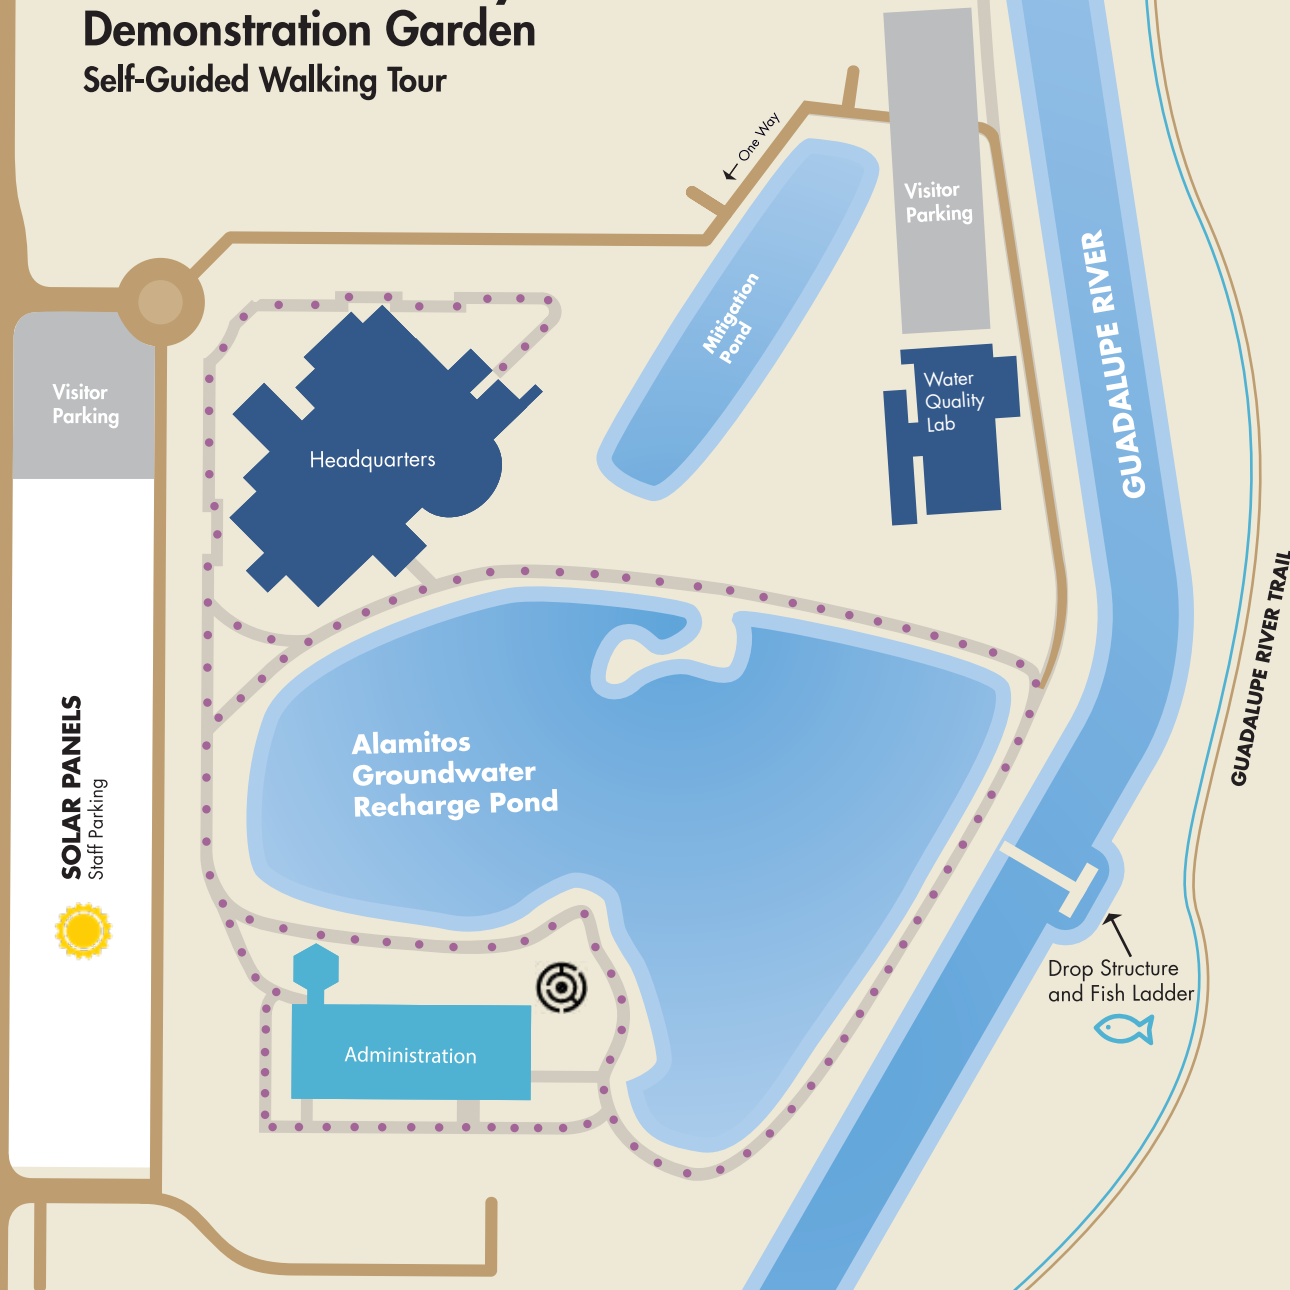 Demonstration Garden
Self-Guided Walking Tour
One Way
Visitor
Parking
GUADALUPE RIVER
Mitigation
Pond
Water
Quality
Lab
Visitor
Parking
Headquarters
GUADALUPE RIVER TRAIL
SOLAR PANELS
Staff Parking
Alamitos
Groundwater
Recharge Pond
Drop Structure
and Fish Ladder
Administration